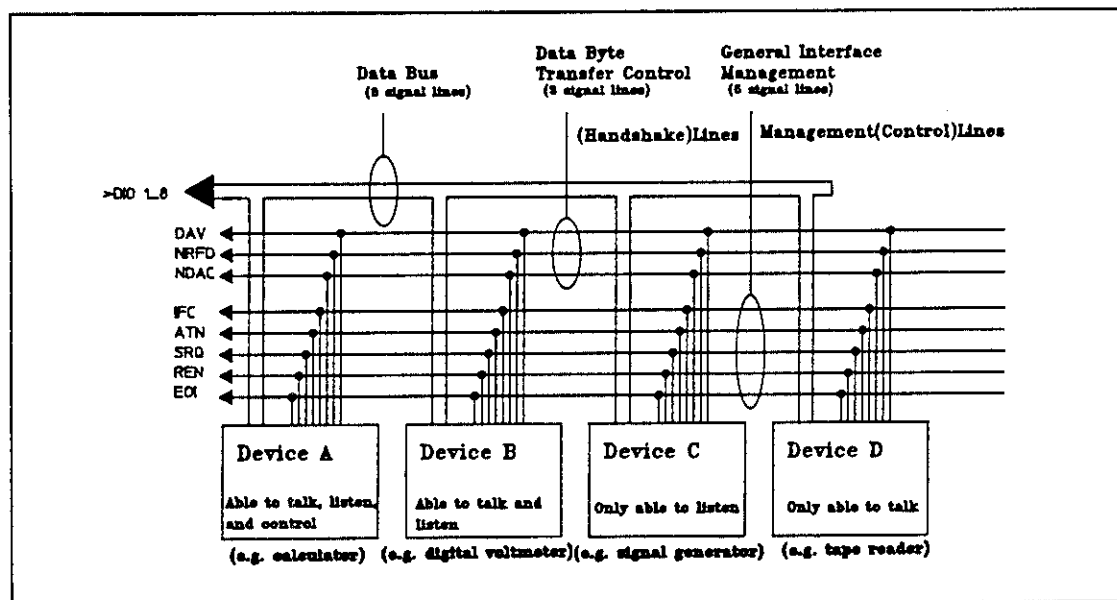 Data Bus
(8 signal lines)
Data Byte
Transfer Control
(3 signal lines)
General Interface
Management
(5 signal lines)
(Handshake)Lines
Management(Control)Lines
>DIO 1..8
DAV
NRFD
NDAC
IFC
ATN
SRQ
REN
EOI
Device A
Able to talk, listen,
and control
(e.g. calculator)
Device B
Able to talk and
listen
(e.g. digital voltmeter)
Device C
Only able to listen
(e.g. signal generator)
Device D
Only able to talk
(e.g. tape reader)